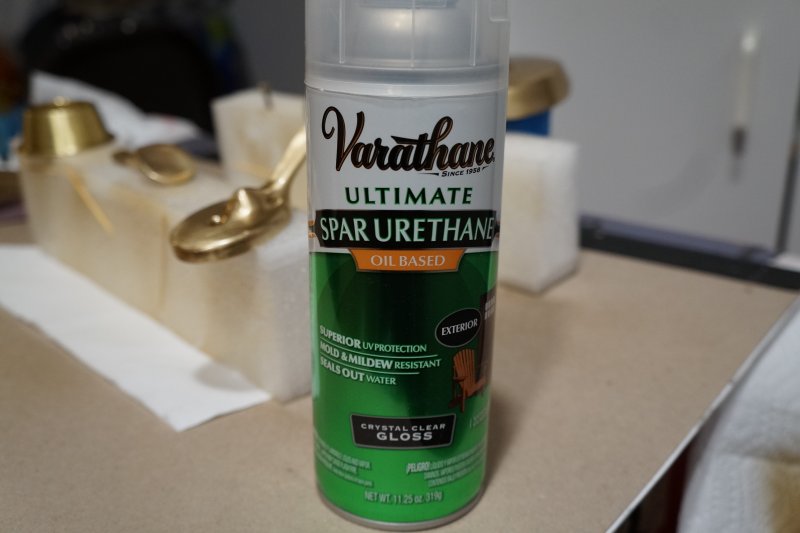 Varathane
SINCE 1958
ULTIMATE
SPAR URETHANE
OIL BASED
EXTERIOR
SUPERIOR UV PROTECTION
MOLD & MILDEW RESISTANT
SEALS OUT WATER
CRYSTAL CLEAR
GLOSS
¡PELIGRO!
NET WT. 11.25 oz. 319g